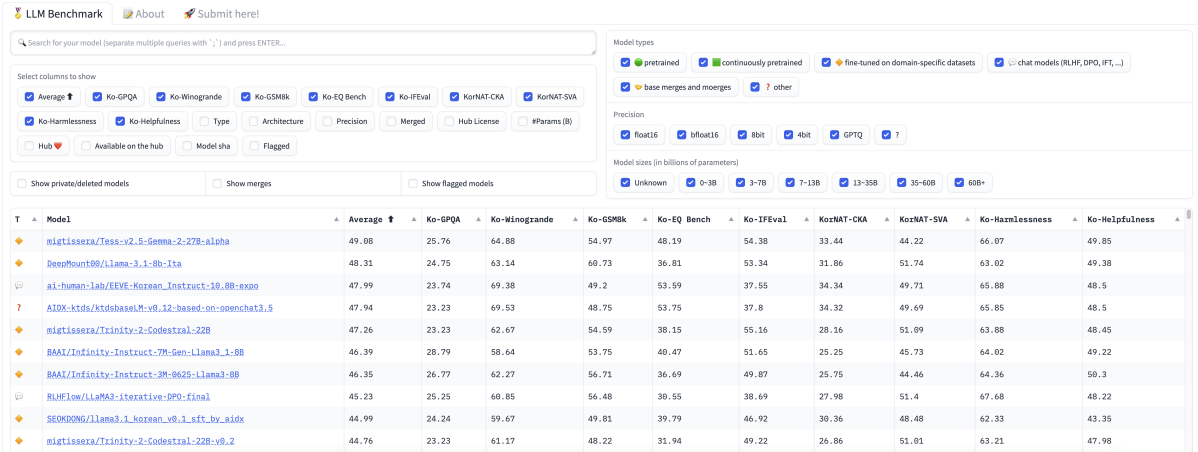 LLM Benchmark About Submit here!
Search for your model (separate multiple queries with `;`) and press ENTER...
Select columns to show
Average ⬆ Ko-GPQA Ko-Winogrande Ko-GSM8k Ko-EQ Bench Ko-IFEval KorNAT-CKA KorNAT-SVA
Ko-Harmlessness Ko-Helpfulness Type Architecture Precision Merged Hub License #Params (B)
Hub ❤ Available on the hub Model sha Flagged
Show private/deleted models Show merges Show flagged models
Model types
pretrained continuously pretrained fine-tuned on domain-specific datasets chat models (RLHF, DPO, IFT, ...)
base merges and moerges ? other
Precision
float16 bfloat16 8bit 4bit GPTQ ?
Model sizes (in billions of parameters)
Unknown 0~3B 3~7B 7~13B 13~35B 35~60B 60B+
T Model Average ⬆ Ko-GPQA Ko-Winogrande Ko-GSM8k Ko-EQ Bench Ko-IFEval KorNAT-CKA KorNAT-SVA Ko-Harmlessness Ko-Helpfulness
migtissera/Tess-v2.5-Gemma-2-27B-alpha 49.08 25.76 64.88 54.97 48.19 54.38 33.44 44.22 66.07 49.85
DeepMount00/Llama-3.1-8b-Ita 48.31 24.75 63.14 60.73 36.81 53.34 31.86 51.74 63.02 49.38
ai-human-lab/EEVE-Korean_Instruct-10.8B-expo 47.99 23.74 69.38 49.2 53.59 37.55 34.34 49.71 65.88 48.5
? AIDX-ktds/ktdsbaseLM-v0.12-based-on-openchat3.5 47.94 23.23 69.53 48.75 53.75 37.8 34.32 49.69 65.85 48.5
migtissera/Trinity-2-Codestral-22B 47.26 23.23 62.67 54.59 38.15 55.16 28.16 51.09 63.88 48.45
BAAI/Infinity-Instruct-7M-Gen-Llama3_1-8B 46.39 28.79 58.64 53.75 40.47 51.65 25.25 45.73 64.02 49.22
BAAI/Infinity-Instruct-3M-0625-Llama3-8B 46.35 26.77 62.27 56.71 36.69 49.87 25.75 44.46 64.36 50.3
RLHFlow/LLaMA3-iterative-DPO-final 45.23 25.25 60.85 56.48 30.55 38.69 27.98 51.4 67.68 48.22
SEOKDONG/llama3.1_korean_v0.1_sft_by_aidx 44.99 24.24 59.67 49.81 39.79 46.92 30.36 48.48 62.33 43.35
migtissera/Trinity-2-Codestral-22B-v0.2 44.76 23.23 61.17 48.22 31.94 49.22 26.86 51.01 63.21 47.98